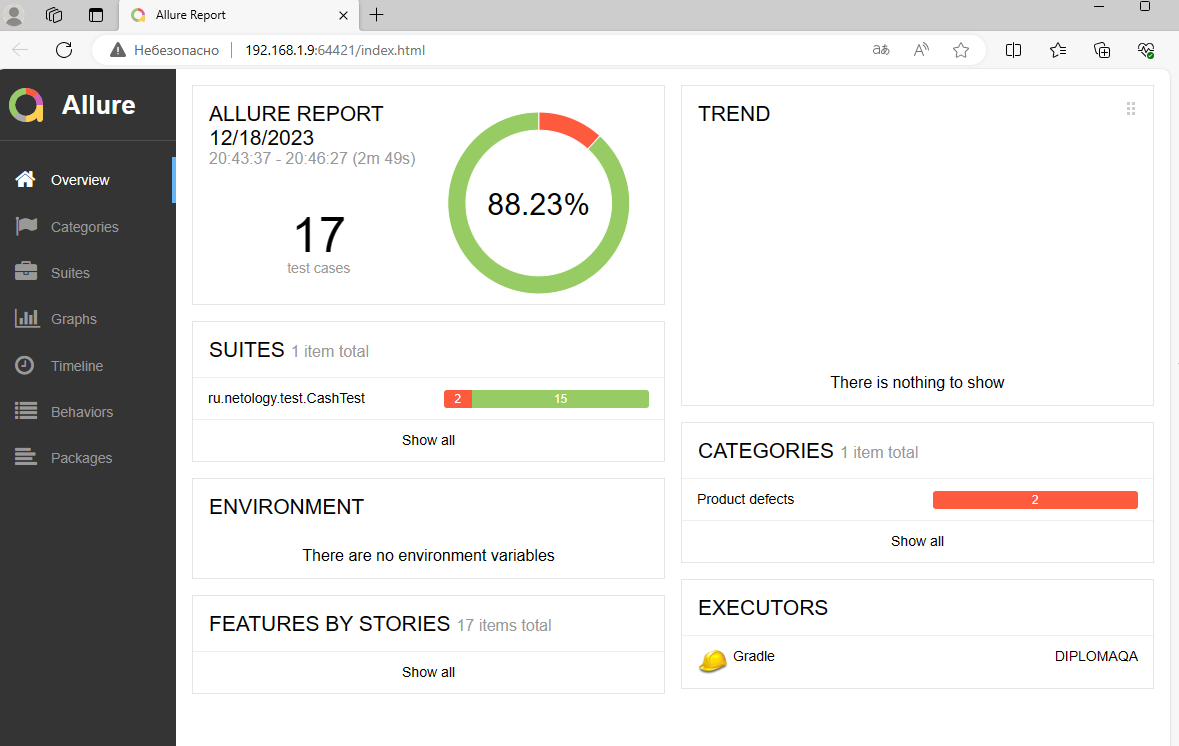 Allure Report
Небезопасно
192.168.1.9:64421/index.html
Allure
Overview
Categories
Suites
Graphs
Timeline
Behaviors
Packages
ALLURE REPORT
12/18/2023
20:43:37 - 20:46:27 (2m 49s)
17
test cases
88.23%
SUITES 1 item total
ru.netology.test.CashTest 2 15
Show all
ENVIRONMENT
There are no environment variables
FEATURES BY STORIES 17 items total
Show all
TREND
There is nothing to show
CATEGORIES 1 item total
Product defects 2
Show all
EXECUTORS
Gradle DIPLOMAQA